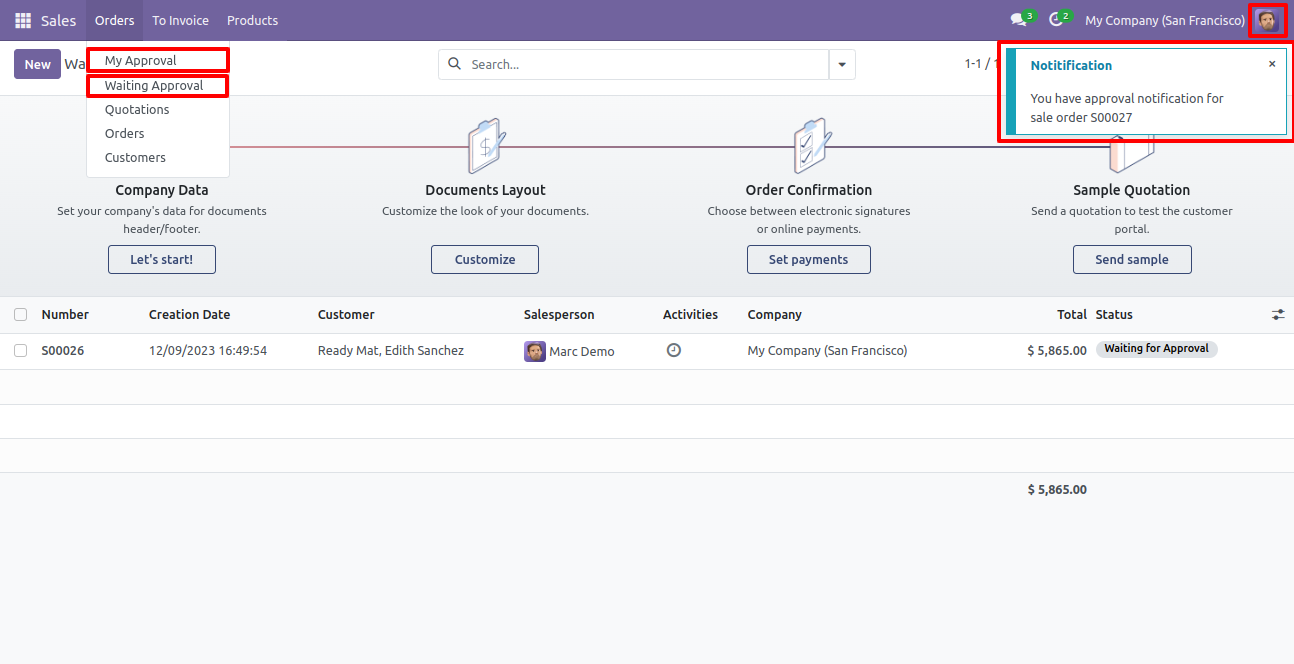 Sales Orders To Invoice Products 3 2 My Company (San Francisco)
New Wa
My Approval
Waiting Approval
Quotations
Orders
Customers
Search...
1-1 / 1
Notitification ×
You have approval notification for
sale order S00027
$
Company Data
Set your company's data for documents
header/footer.
Let's start!
Documents Layout
Customize the look of your documents.
Customize
Order Confirmation
Choose between electronic signatures
or online payments.
Set payments
Sample Quotation
Send a quotation to test the customer
portal.
Send sample
Number Creation Date Customer Salesperson Activities Company Total Status
S00026 12/09/2023 16:49:54 Ready Mat, Edith Sanchez Marc Demo My Company (San Francisco) $ 5,865.00 Waiting for Approval
$ 5,865.00